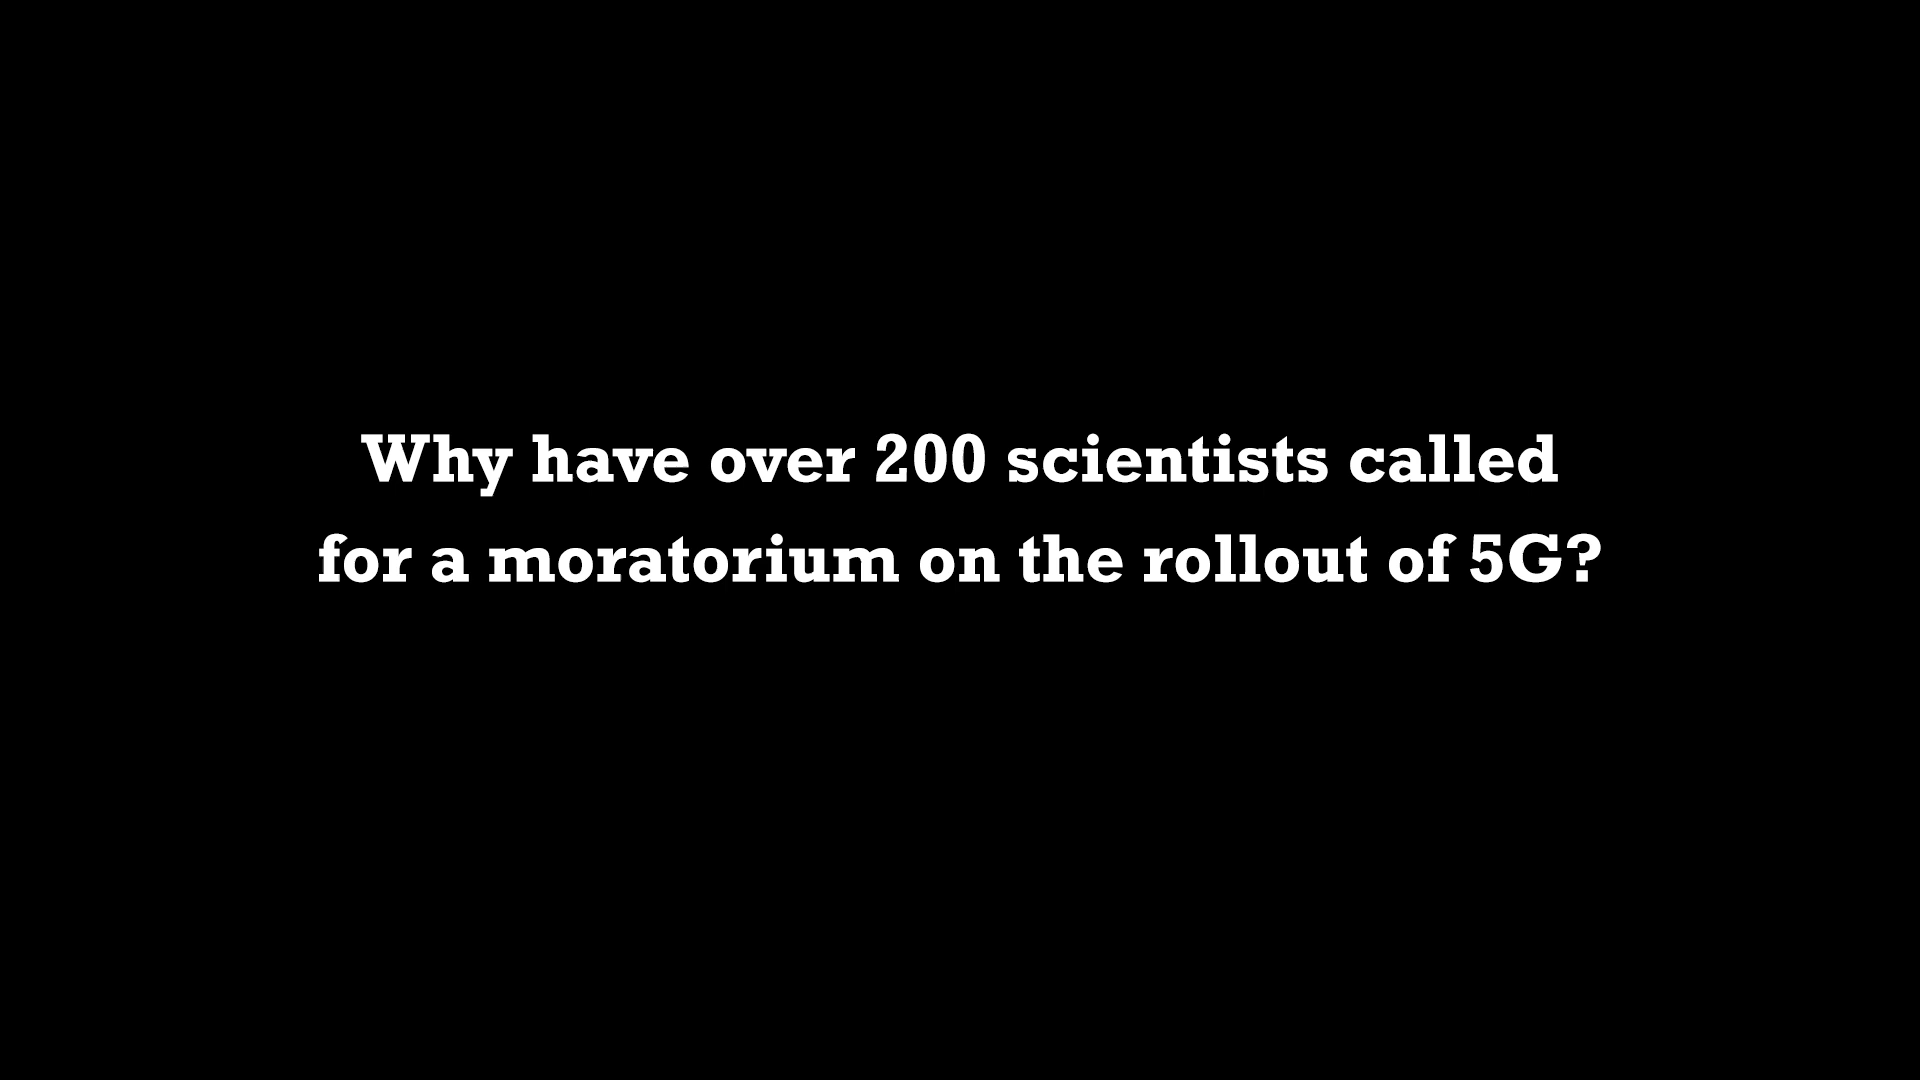 Why have over 200 scientists called
for a moratorium on the rollout of 5G?